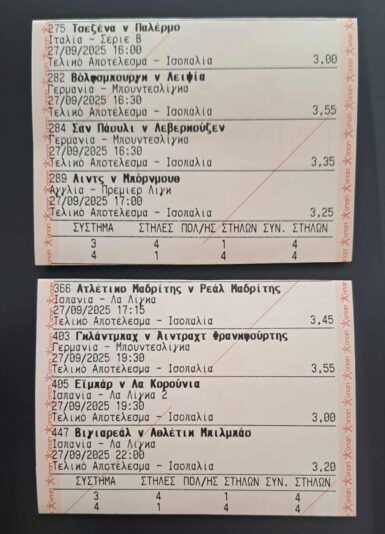 275 Τσεζένα v Παλέρμο
Ιταλία - Σέριε Β
27/09/2025 16:00
Τελικό Αποτέλεσμα - Ισοπαλία 3,00
282 Βόλφσμπουργκ v Λειψία
Γερμανία - Μπουντεσλίγκα
27/09/2025 16:30
Τελικό Αποτέλεσμα - Ισοπαλία 3,55
284 Σαν Πάουλι v Λεβερκούζεν
Γερμανία - Μπουντεσλίγκα
27/09/2025 16:30
Τελικό Αποτέλεσμα - Ισοπαλία 3,35
289 Λιντς v Μπόρνμουθ
Αγγλία - Πρέμιερ Λιγκ
27/09/2025 17:00
Τελικό Αποτέλεσμα - Ισοπαλία 3,25
ΣΥΣΤΗΜΑ ΣΤΗΛΕΣ ΠΟΛ/ΗΣ ΣΤΗΛΩΝ ΣΥΝ. ΣΤΗΛΩΝ
3 4 1 4
4 1 4 4
366 Ατλέτικο Μαδρίτης v Ρεάλ Μαδρίτης
Ισπανία - Λα Λίγκα
27/09/2025 17:15
Τελικό Αποτέλεσμα - Ισοπαλία 3,45
403 Γκλάντμπαχ v Άιντραχτ Φρανκφούρτης
Γερμανία - Μπουντεσλίγκα
27/09/2025 19:30
Τελικό Αποτέλεσμα - Ισοπαλία 3,55
405 Εϊμπάρ v Λα Κορούνια
Ισπανία - Λα Λίγκα 2
27/09/2025 19:30
Τελικό Αποτέλεσμα - Ισοπαλία 3,00
447 Βιγιαρεάλ v Αθλέτικ Μπιλμπάο
Ισπανία - Λα Λίγκα
27/09/2025 22:00
Τελικό Αποτέλεσμα - Ισοπαλία 3,20
ΣΥΣΤΗΜΑ ΣΤΗΛΕΣ ΠΟΛ/ΗΣ ΣΤΗΛΩΝ ΣΥΝ. ΣΤΗΛΩΝ
3 4 1 4
4 1 4 4